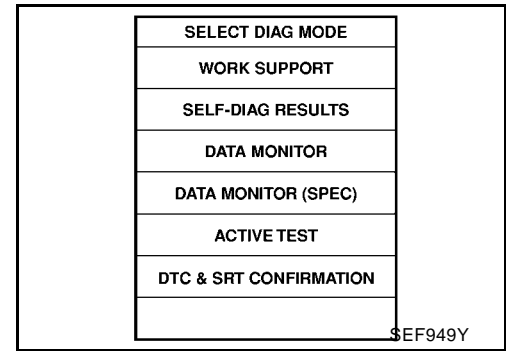 SELECT DIAG MODE
WORK SUPPORT
SELF-DIAG RESULTS
DATA MONITOR
DATA MONITOR (SPEC)
ACTIVE TEST
DTC & SRT CONFIRMATION
SEF949Y